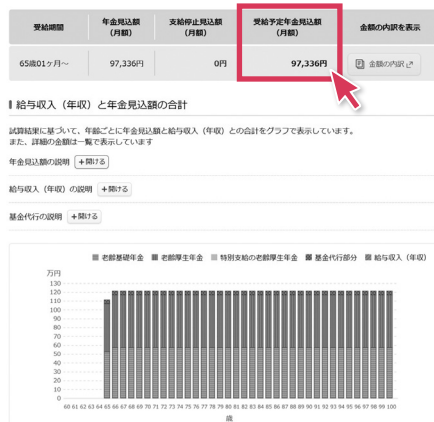 受給期間 年金見込額（月額） 支給停止見込額（月額） 受給予定年金見込額（月額） 金額の内訳を表示
65歳01ヶ月～ 97,336円 0円 97,336円 金額の内訳
給与収入（年収）と年金見込額の合計
試算結果に基づいて、年齢ごとに年金見込額と給与収入（年収）との合計をグラフで表示しています。
また、詳細の金額は一覧で表示しています
年金見込額の説明 +開ける
給与収入（年収）の説明 +開ける
基金代行の説明 +開ける
老齢基礎年金 老齢厚生年金 特別支給の老齢厚生年金 基金代行部分 給与収入（年収）
万円
130
120
110
100
90
80
70
60
50
40
30
20
10
0
60 61 62 63 64 65 66 67 68 69 70 71 72 73 74 75 76 77 78 79 80 81 82 83 84 85 86 87 88 89 90 91 92 93 94 95 96 97 98 99 100
歳